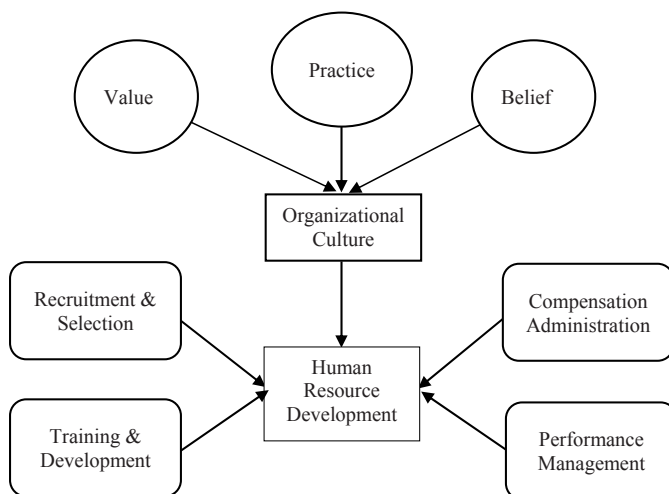 Value
Practice
Belief
Organizational
Culture
Recruitment &
Selection
Compensation
Administration
Human
Resource
Development
Training &
Development
Performance
Management